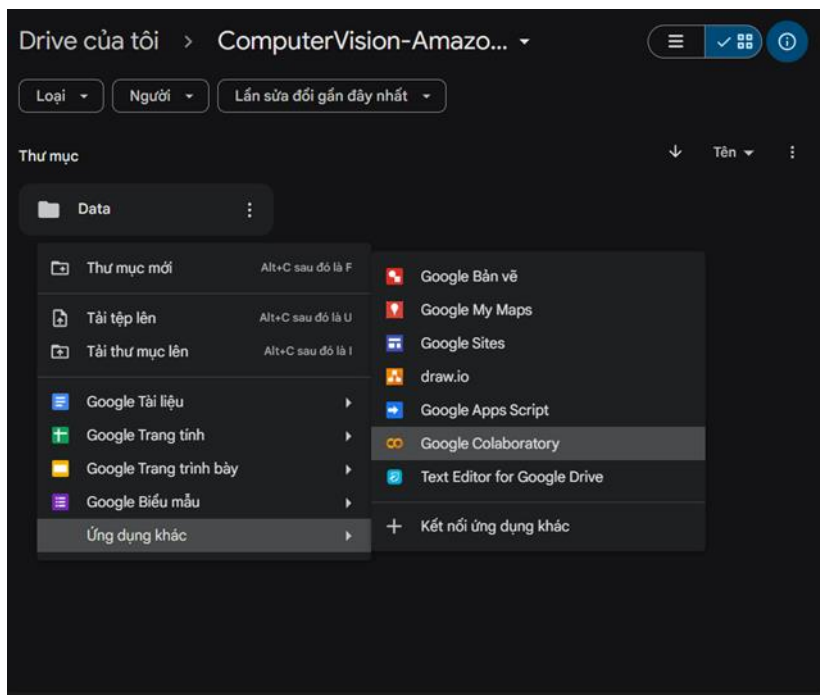 Drive của tôi > ComputerVision-Amazo...
Loại Người Lần sửa đổi gần đây nhất
Thư mục Tên
Data
Thư mục mới Alt+C sau đó là F
Tải tệp lên Alt+C sau đó là U
Tải thư mục lên Alt+C sau đó là I
Google Tài liệu
Google Trang tính
Google Trang trình bày
Google Biểu mẫu
Ứng dụng khác
Google Bản vẽ
Google My Maps
Google Sites
draw.io
Google Apps Script
Google Colaboratory
Text Editor for Google Drive
Kết nối ứng dụng khác